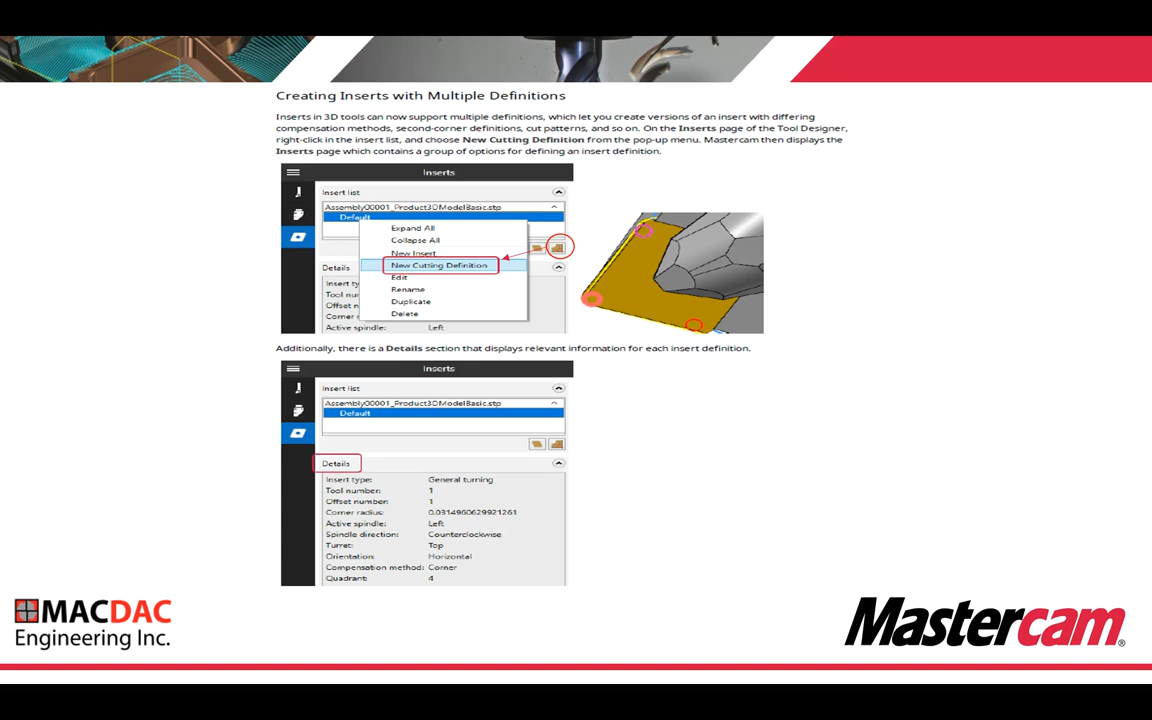 Creating Inserts with Multiple Definitions
Inserts in 3D tools can now support multiple definitions, which let you create versions of an insert with differing
compensation methods, second-corner definitions, cut patterns, and so on. On the Inserts page of the Tool Designer,
right-click in the insert list, and choose New Cutting Definition from the pop-up menu. Mastercam then displays the
Inserts page which contains a group of options for defining an insert definition.
Inserts
Insert list
Assembly00001_Product3DModelBasic.stp
Default
Expand All
Collapse All
New Insert
New Cutting Definition
Edit
Rename
Duplicate
Delete
Details
Insert ty
Tool nur
Offset n
Corner r
Active spindle: Left
Additionally, there is a Details section that displays relevant information for each insert definition.
Inserts
Insert list
Assembly00001_Product3DModelBasic.stp
Default
Details
Insert type: General turning
Tool number: 1
Offset number: 1
Corner radius: 0.0314960629921261
Active spindle: Left
Spindle direction: Counterclockwise
Turret: Top
Orientation: Horizontal
Compensation method: Corner
Quadrant: 4
MACDAC
Engineering Inc.
Mastercam®